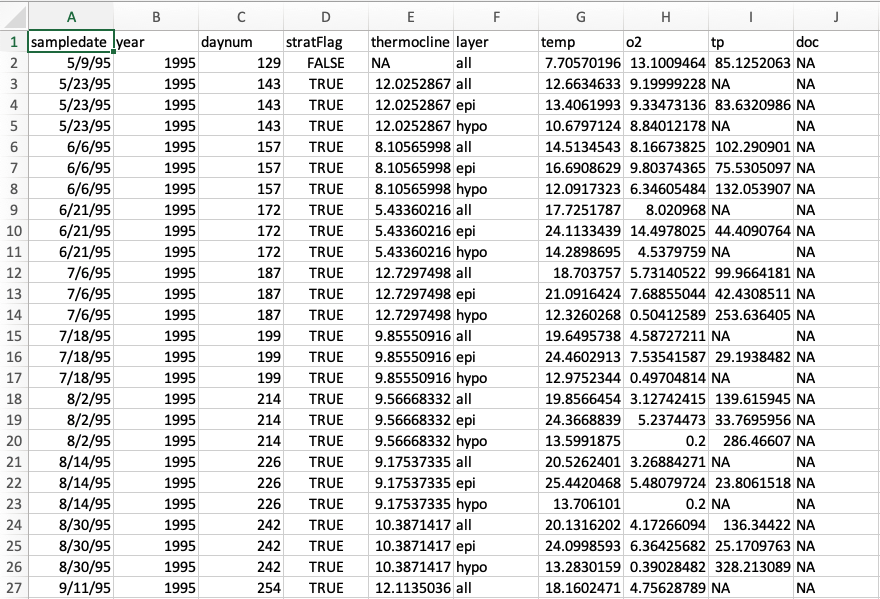 A B C D E F G H I J
1 sampledate year daynum stratFlag thermocline layer temp o2 tp doc
2 5/9/95 1995 129 FALSE NA all 7.70570196 13.1009464 85.1252063 NA
3 5/23/95 1995 143 TRUE 12.0252867 all 12.6634633 9.19999228 NA NA
4 5/23/95 1995 143 TRUE 12.0252867 epi 13.4061993 9.33473136 83.6320986 NA
5 5/23/95 1995 143 TRUE 12.0252867 hypo 10.6797124 8.84012178 NA NA
6 6/6/95 1995 157 TRUE 8.10565998 all 14.5134543 8.16673825 102.290901 NA
7 6/6/95 1995 157 TRUE 8.10565998 epi 16.6908629 9.80374365 75.5305097 NA
8 6/6/95 1995 157 TRUE 8.10565998 hypo 12.0917323 6.34605484 132.053907 NA
9 6/21/95 1995 172 TRUE 5.43360216 all 17.7251787 8.020968 NA NA
10 6/21/95 1995 172 TRUE 5.43360216 epi 24.1133439 14.4978025 44.4090764 NA
11 6/21/95 1995 172 TRUE 5.43360216 hypo 14.2898695 4.5379759 NA NA
12 7/6/95 1995 187 TRUE 12.7297498 all 18.703757 5.73140522 99.9664181 NA
13 7/6/95 1995 187 TRUE 12.7297498 epi 21.0916424 7.68855044 42.4308511 NA
14 7/6/95 1995 187 TRUE 12.7297498 hypo 12.3260268 0.50412589 253.636405 NA
15 7/18/95 1995 199 TRUE 9.85550916 all 19.6495738 4.58727211 NA NA
16 7/18/95 1995 199 TRUE 9.85550916 epi 24.4602913 7.53541587 29.1938482 NA
17 7/18/95 1995 199 TRUE 9.85550916 hypo 12.9752344 0.49704814 NA NA
18 8/2/95 1995 214 TRUE 9.56668332 all 19.8566454 3.12742415 139.615945 NA
19 8/2/95 1995 214 TRUE 9.56668332 epi 24.3668839 5.2374473 33.7695956 NA
20 8/2/95 1995 214 TRUE 9.56668332 hypo 13.5991875 0.2 286.46607 NA
21 8/14/95 1995 226 TRUE 9.17537335 all 20.5262401 3.26884271 NA NA
22 8/14/95 1995 226 TRUE 9.17537335 epi 25.4420468 5.48079724 23.8061518 NA
23 8/14/95 1995 226 TRUE 9.17537335 hypo 13.706101 0.2 NA NA
24 8/30/95 1995 242 TRUE 10.3871417 all 20.1316202 4.17266094 136.34422 NA
25 8/30/95 1995 242 TRUE 10.3871417 epi 24.0998593 6.36425682 25.1709763 NA
26 8/30/95 1995 242 TRUE 10.3871417 hypo 13.2830159 0.39028482 328.213089 NA
27 9/11/95 1995 254 TRUE 12.1135036 all 18.1602471 4.75628789 NA NA